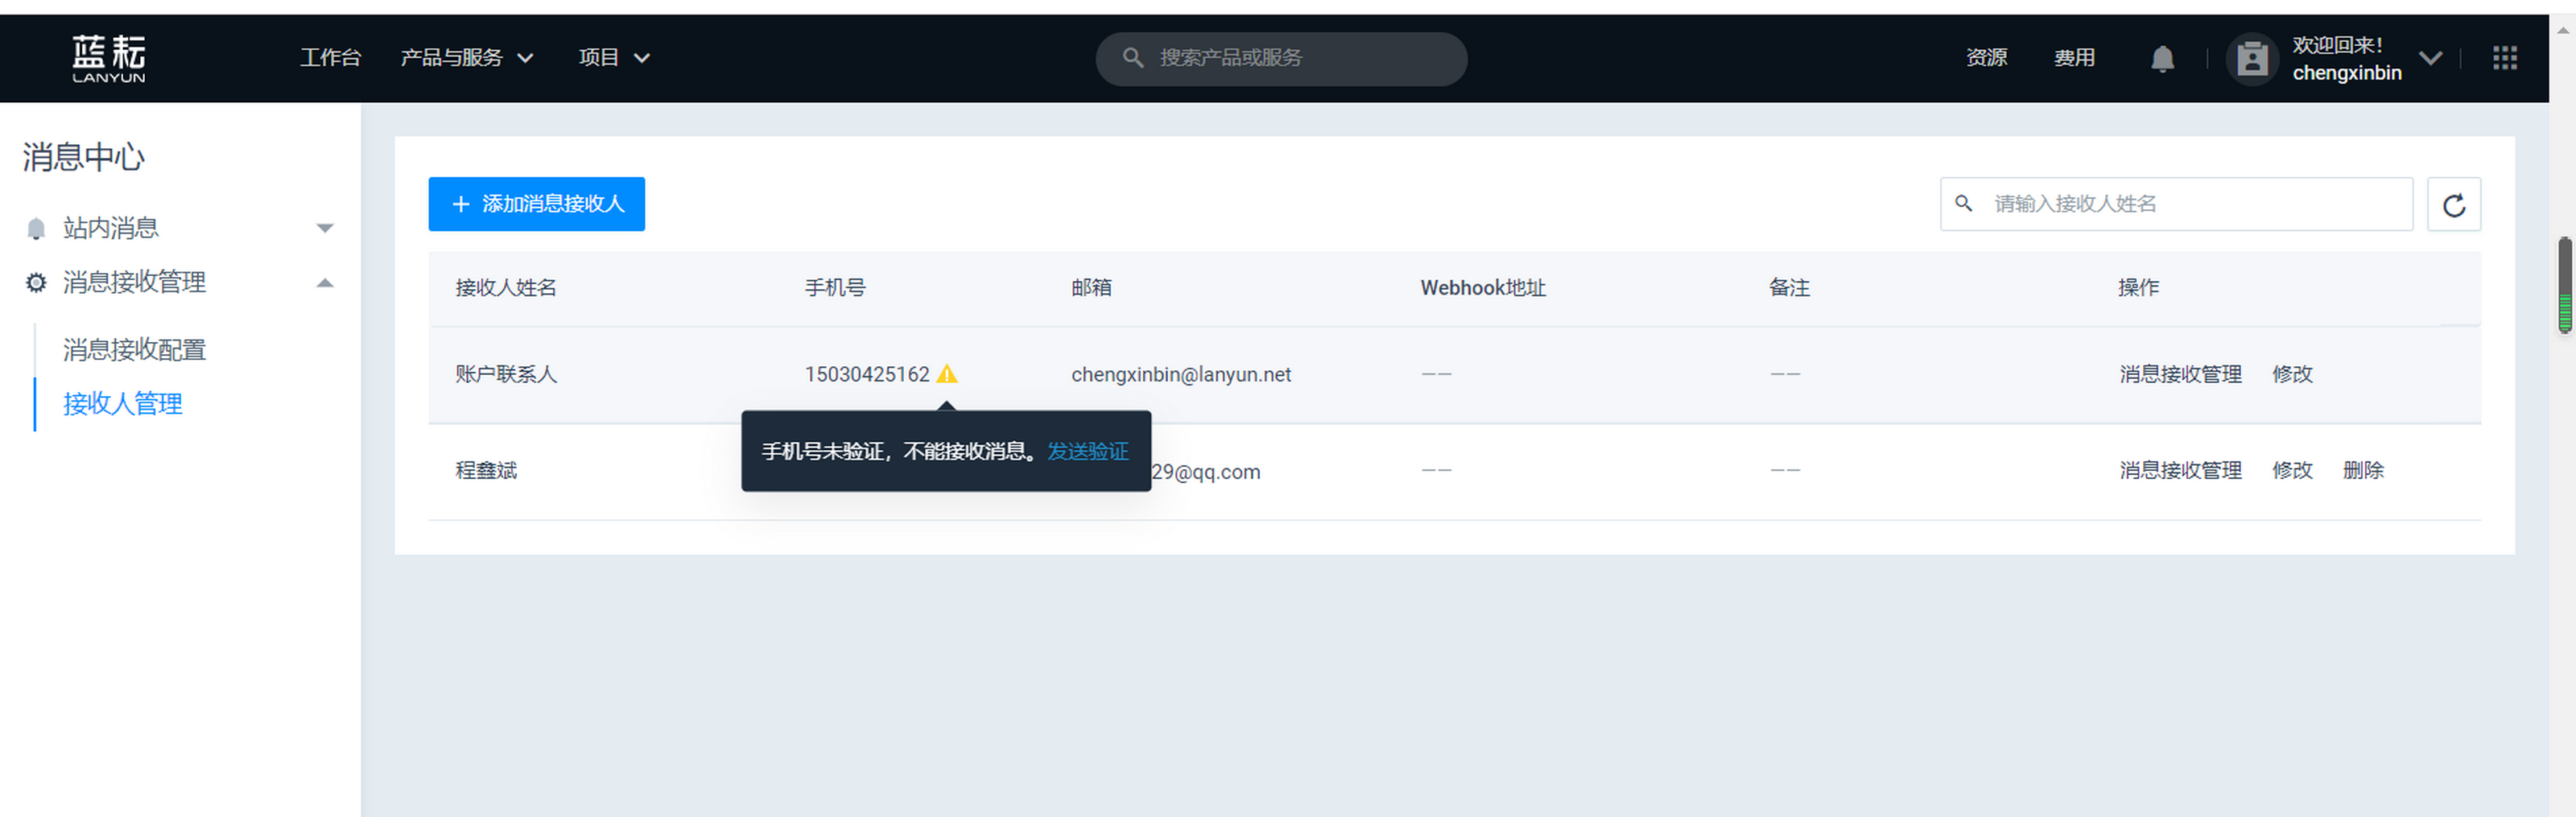 蓝耘
LANYUN
工作台 产品与服务 项目 搜索产品或服务 资源 费用 欢迎回来!
chengxinbin
消息中心
站内消息
消息接收管理
消息接收配置
接收人管理
添加消息接收人 请输入接收人姓名
接收人姓名 手机号 邮箱 Webhook地址 备注 操作
账户联系人 15030425162 chengxinbin@lanyun.net —— —— 消息接收管理 修改
手机号未验证，不能接收消息。发送验证
程鑫斌 29@qq.com —— —— 消息接收管理 修改 删除